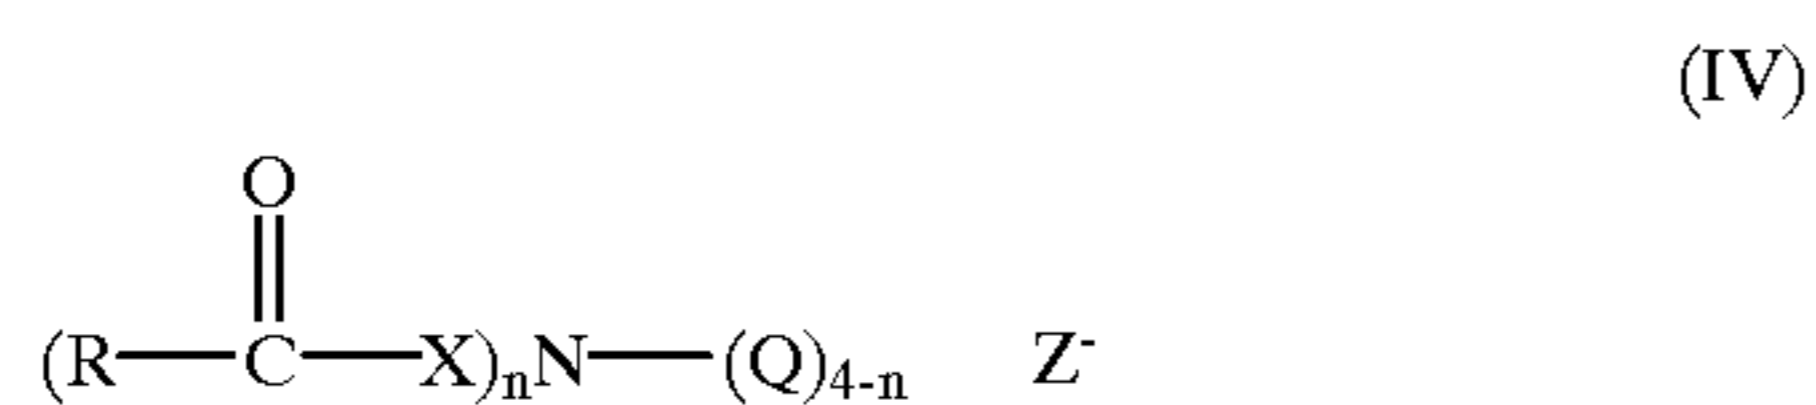 (IV)
O
(R—C—X)nN—(Q)4-n Z-